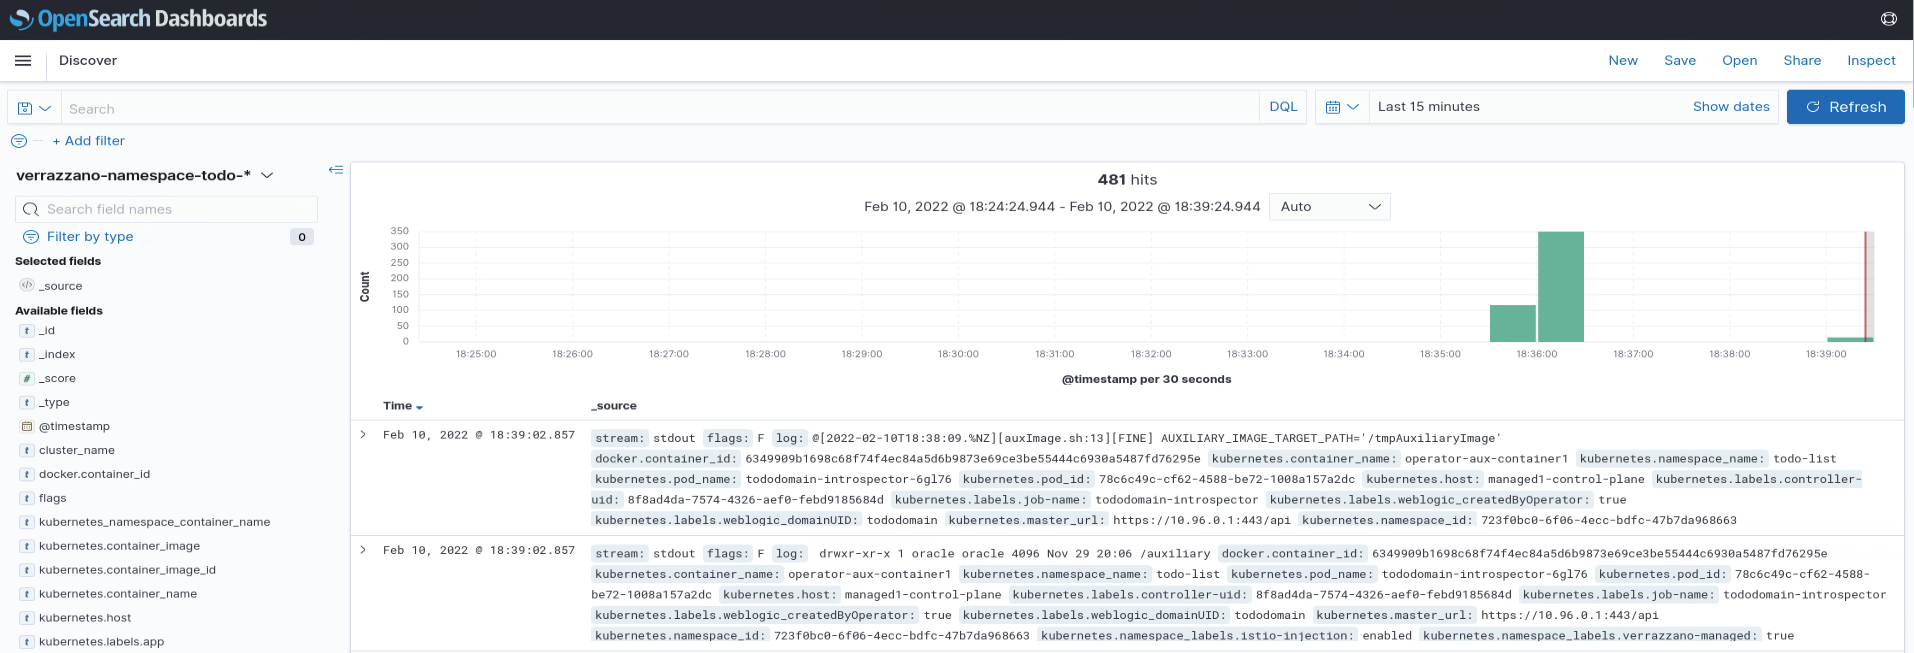 OpenSearch Dashboards
Discover
New Save Open Share Inspect
Search DQL Last 15 minutes Show dates Refresh
+ Add filter
verrazzano-namespace-todo-*
Search field names
Filter by type 0
Selected fields
_source
Available fields
t _id
t _index
# _score
t _type
@timestamp
t cluster_name
t docker.container_id
t flags
t kubernetes_namespace_container_name
t kubernetes.container_image
t kubernetes.container_image_id
t kubernetes.container_name
t kubernetes.host
t kubernetes.labels.app
481 hits
Feb 10, 2022 @ 18:24:24.944 - Feb 10, 2022 @ 18:39:24.944 Auto
Count
350
300
250
200
150
100
50
0
18:25:00 18:26:00 18:27:00 18:28:00 18:29:00 18:30:00 18:31:00 18:32:00 18:33:00 18:34:00 18:35:00 18:36:00 18:37:00 18:38:00 18:39:00
@timestamp per 30 seconds
Time _source
Feb 10, 2022 @ 18:39:02.857 stream: stdout flags: F log: @[2022-02-10T18:38:09.%NZ][auxImage.sh:13][FINE] AUXILIARY_IMAGE_TARGET_PATH='/tmpAuxiliaryImage'
docker.container_id: 6349909b1698c68f74f4ec84a5d6b9873e69ce3be55444c6930a5487fd76295e kubernetes.container_name: operator-aux-container1 kubernetes.namespace_name: todo-list
kubernetes.pod_name: tododomain-introspector-6gl76 kubernetes.pod_id: 78c6c49c-cf62-4588-be72-1008a157a2dc kubernetes.host: managed1-control-plane kubernetes.labels.controller-
uid: 8f8ad4da-7574-4326-aef0-febd9185684d kubernetes.labels.job-name: tododomain-introspector kubernetes.labels.weblogic_createdByOperator: true
kubernetes.labels.weblogic_domainUID: tododomain kubernetes.master_url: https://10.96.0.1:443/api kubernetes.namespace_id: 723f0bc0-6f06-4ecc-bdfc-47b7da968663
Feb 10, 2022 @ 18:39:02.857 stream: stdout flags: F log: drwxr-xr-x 1 oracle oracle 4096 Nov 29 20:06 /auxiliary docker.container_id: 6349909b1698c68f74f4ec84a5d6b9873e69ce3be55444c6930a5487fd76295e
kubernetes.container_name: operator-aux-container1 kubernetes.namespace_name: todo-list kubernetes.pod_name: tododomain-introspector-6gl76 kubernetes.pod_id: 78c6c49c-cf62-4588-
be72-1008a157a2dc kubernetes.host: managed1-control-plane kubernetes.labels.controller-uid: 8f8ad4da-7574-4326-aef0-febd9185684d kubernetes.labels.job-name: tododomain-introspector
kubernetes.labels.weblogic_createdByOperator: true kubernetes.labels.weblogic_domainUID: tododomain kubernetes.master_url: https://10.96.0.1:443/api
kubernetes.namespace_id: 723f0bc0-6f06-4ecc-bdfc-47b7da968663 kubernetes.namespace_labels.istio-injection: enabled kubernetes.namespace_labels.verrazzano-managed: true